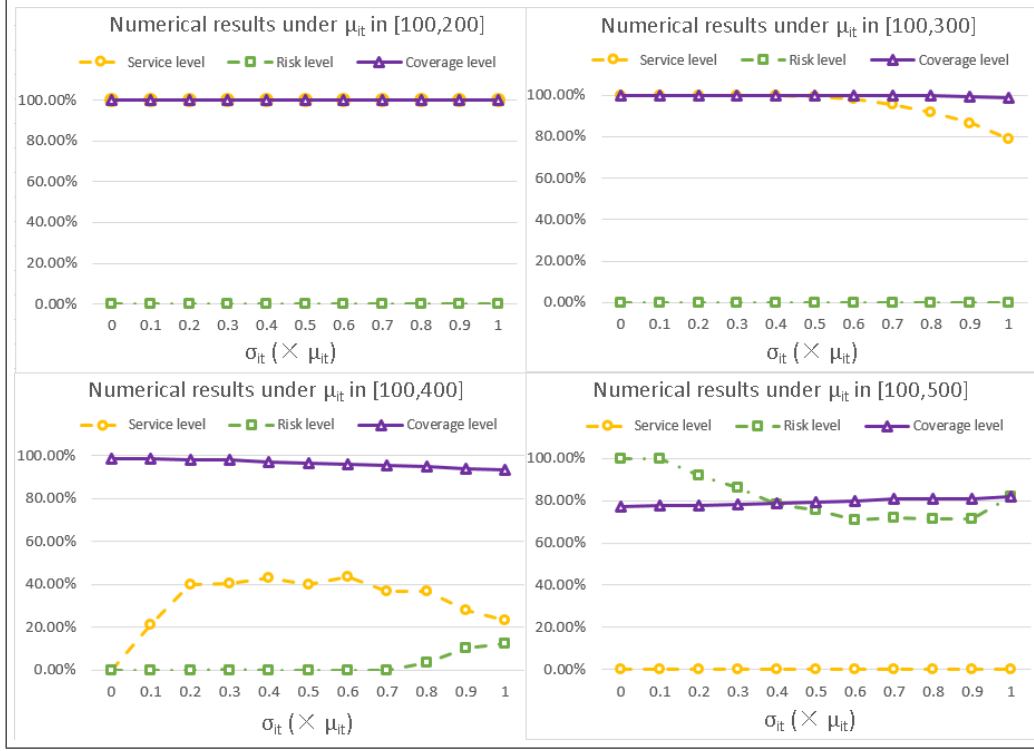 Numerical results under μit in [100,200]
Service level Risk level Coverage level
100.00%
80.00%
60.00%
40.00%
20.00%
0.00%
0 0.1 0.2 0.3 0.4 0.5 0.6 0.7 0.8 0.9 1
σit (× μit)
Numerical results under μit in [100,300]
Service level Risk level Coverage level
100.00%
80.00%
60.00%
40.00%
20.00%
0.00%
0 0.1 0.2 0.3 0.4 0.5 0.6 0.7 0.8 0.9 1
σit (× μit)
Numerical results under μit in [100,400]
Service level Risk level Coverage level
100.00%
80.00%
60.00%
40.00%
20.00%
0.00%
0 0.1 0.2 0.3 0.4 0.5 0.6 0.7 0.8 0.9 1
σit (× μit)
Numerical results under μit in [100,500]
Service level Risk level Coverage level
100.00%
80.00%
60.00%
40.00%
20.00%
0.00%
0 0.1 0.2 0.3 0.4 0.5 0.6 0.7 0.8 0.9 1
σit (× μit)